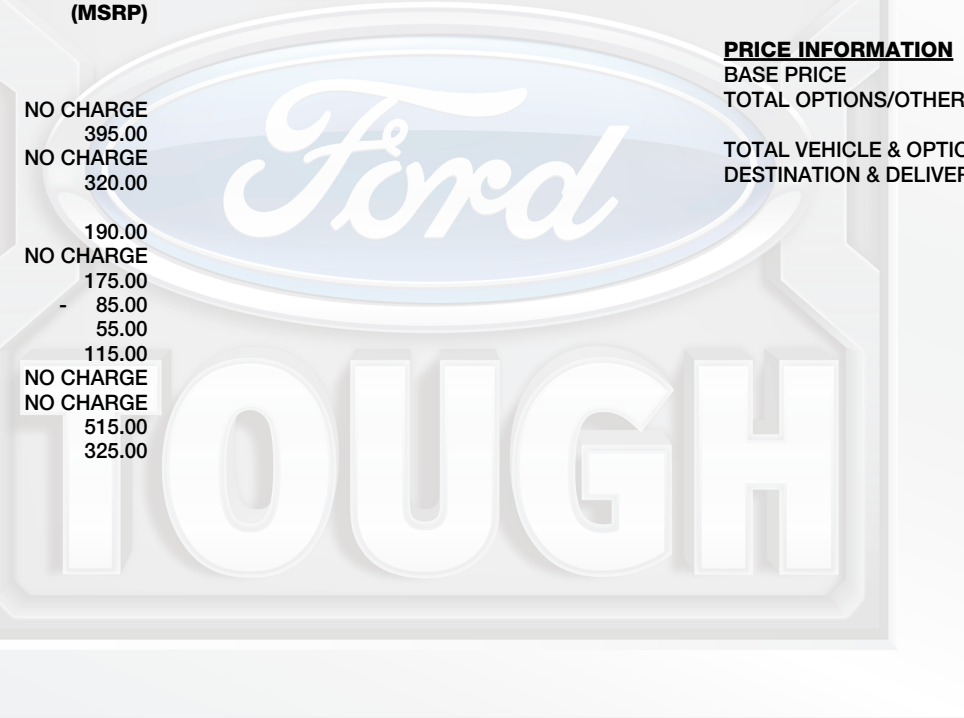 (MSRP)
NO CHARGE
395.00
NO CHARGE
320.00
190.00
NO CHARGE
175.00
- 85.00
55.00
115.00
NO CHARGE
NO CHARGE
515.00
325.00
PRICE INFORMATION
BASE PRICE
TOTAL OPTIONS/OTHER
TOTAL VEHICLE & OPTIO
DESTINATION & DELIVER
Ford
TOUGH